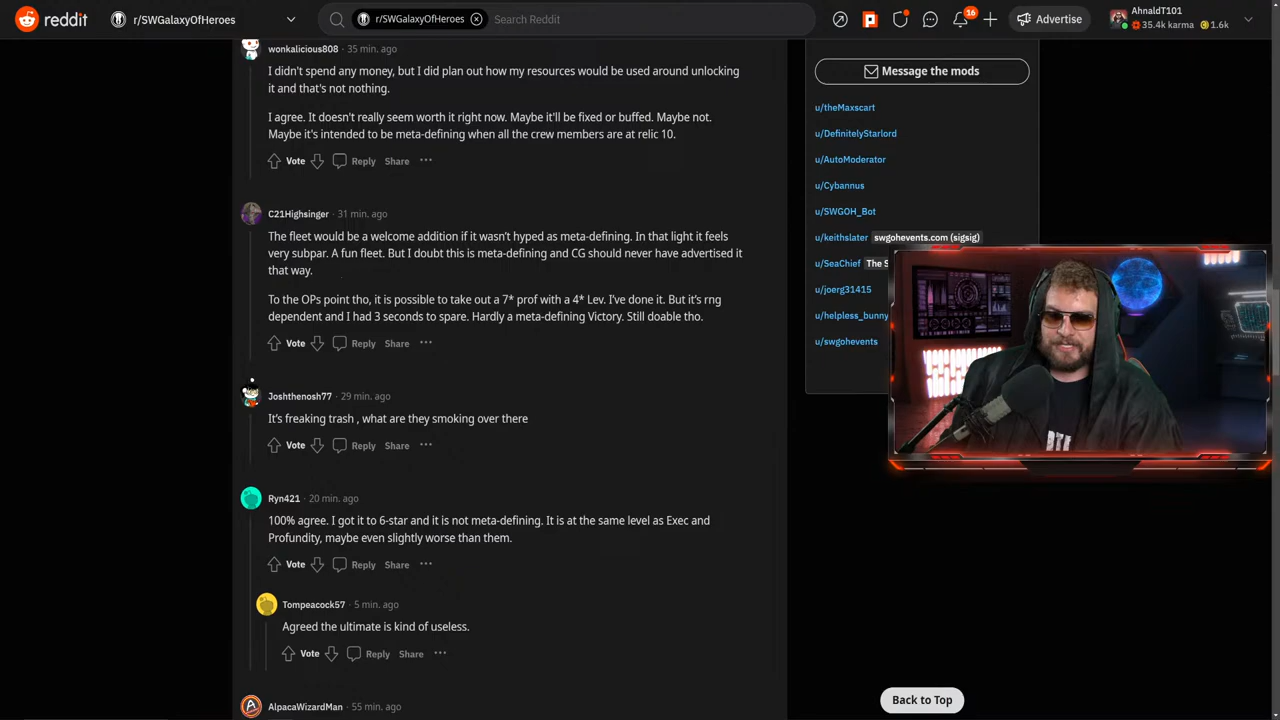 reddit
r/SWGalaxyOfHeroes
r/SWGalaxyOfHeroes
Search Reddit
16
Advertise
AhnaldT101
35.4k karma
1.6k
wonkalicious808 · 35 min. ago
I didn't spend any money, but I did plan out how my resources would be used around unlocking
it and that's not nothing.
I agree. It doesn't really seem worth it right now. Maybe it'll be fixed or buffed. Maybe not.
Maybe it's intended to be meta-defining when all the crew members are at relic 10.
Vote
Reply
Share
C21Highsinger · 31 min. ago
The fleet would be a welcome addition if it wasn't hyped as meta-defining. In that light it feels
very subpar. A fun fleet. But I doubt this is meta-defining and CG should never have advertised it
that way.
To the OPs point tho, it is possible to take out a 7* prof with a 4* Lev. I've done it. But it's rng
dependent and I had 3 seconds to spare. Hardly a meta-defining Victory. Still doable tho.
Vote
Reply
Share
Joshthenosh77 · 29 min. ago
It's freaking trash , what are they smoking over there
Vote
Reply
Share
Ryn421 · 20 min. ago
100% agree. I got it to 6-star and it is not meta-defining. It is at the same level as Exec and
Profundity, maybe even slightly worse than them.
Vote
Reply
Share
Tompeacock57 · 5 min. ago
Agreed the ultimate is kind of useless.
Vote
Reply
Share
AlpacaWizardMan · 55 min. ago
Message the mods
u/theMaxscart
u/DefinitelyStarlord
u/AutoModerator
u/Cybannus
u/SWGOH_Bot
u/keithslater swgohevents.com (sigsig)
u/SeaChief The S
u/joerg31415
u/helpless_bunny
u/swgohevents
Back to Top